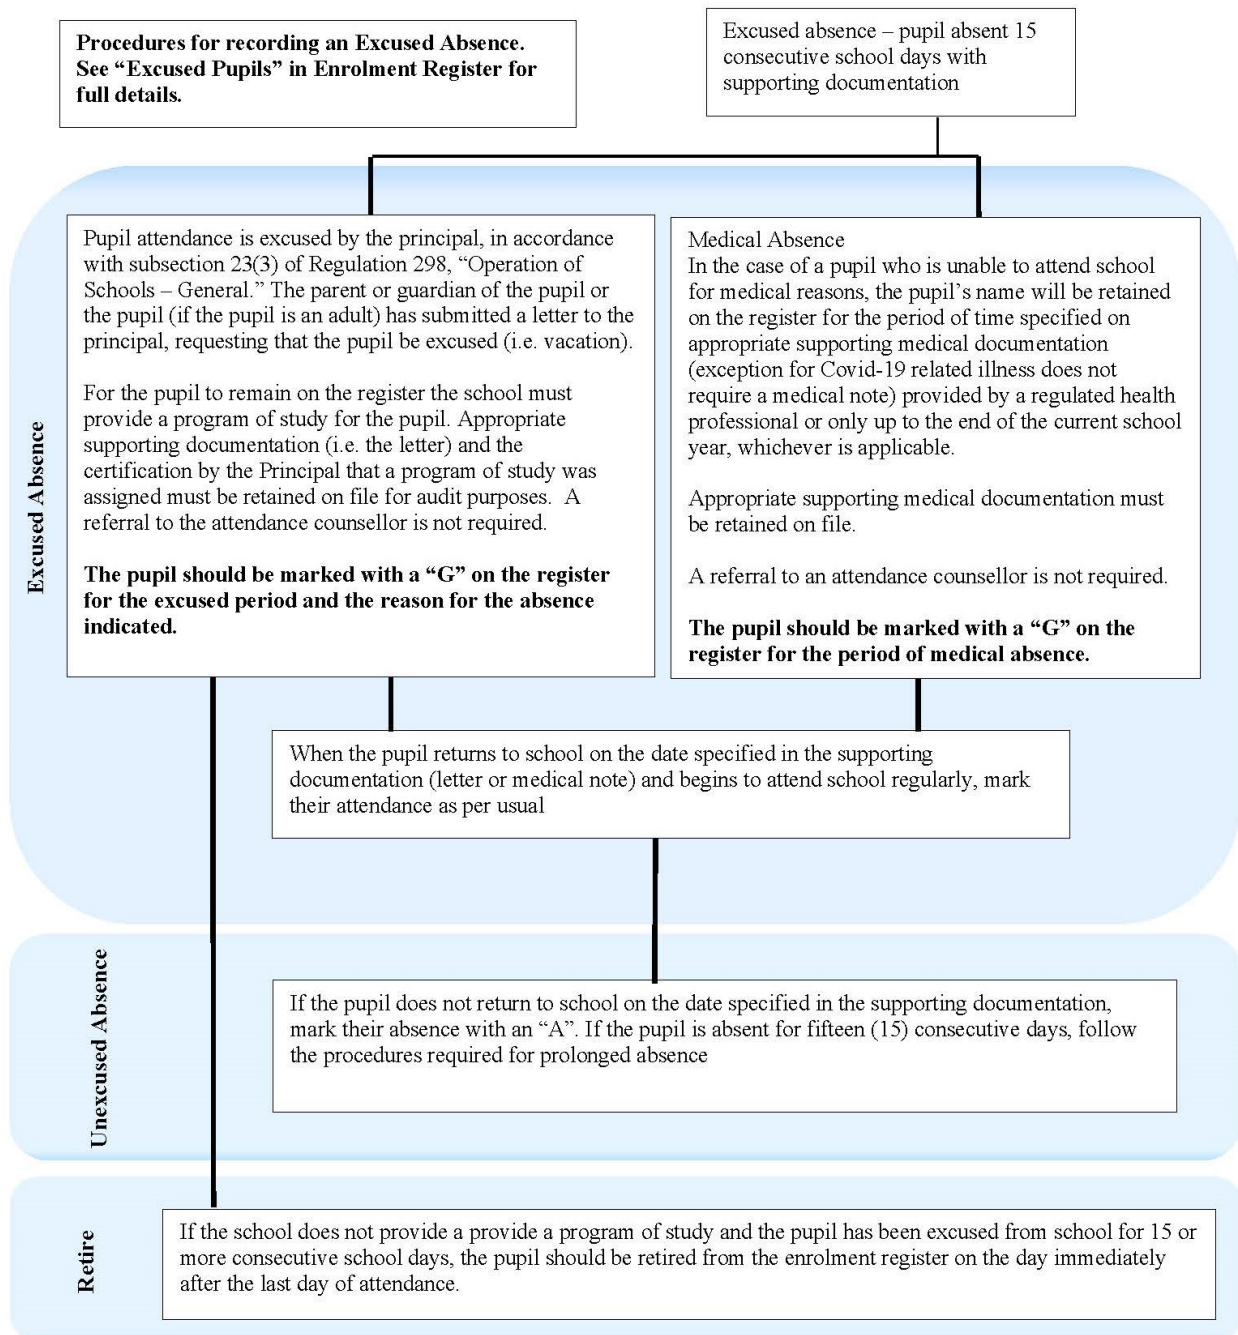 Procedures for recording an Excused Absence.
See “Excused Pupils” in Enrolment Register for
full details.
Excused absence – pupil absent 15
consecutive school days with
supporting documentation
Excused Absence
Pupil attendance is excused by the principal, in accordance
with subsection 23(3) of Regulation 298, “Operation of
Schools – General.” The parent or guardian of the pupil or
the pupil (if the pupil is an adult) has submitted a letter to the
principal, requesting that the pupil be excused (i.e. vacation).
For the pupil to remain on the register the school must
provide a program of study for the pupil. Appropriate
supporting documentation (i.e. the letter) and the
certification by the Principal that a program of study was
assigned must be retained on file for audit purposes.  A
referral to the attendance counsellor is not required.
The pupil should be marked with a “G” on the register
for the excused period and the reason for the absence
indicated.
Medical Absence
In the case of a pupil who is unable to attend school
for medical reasons, the pupil’s name will be retained
on the register for the period of time specified on
appropriate supporting medical documentation
(exception for Covid-19 related illness does not
require a medical note) provided by a regulated health
professional or only up to the end of the current school
year, whichever is applicable.
Appropriate supporting medical documentation must
be retained on file.
A referral to an attendance counsellor is not required.
The pupil should be marked with a “G” on the
register for the period of medical absence.
When the pupil returns to school on the date specified in the supporting
documentation (letter or medical note) and begins to attend school regularly, mark
their attendance as per usual
Unexcused Absence
If the pupil does not return to school on the date specified in the supporting documentation,
mark their absence with an “A”. If the pupil is absent for fifteen (15) consecutive days, follow
the procedures required for prolonged absence
Retire
If the school does not provide a provide a program of study and the pupil has been excused from school for 15 or
more consecutive school days, the pupil should be retired from the enrolment register on the day immediately
after the last day of attendance.